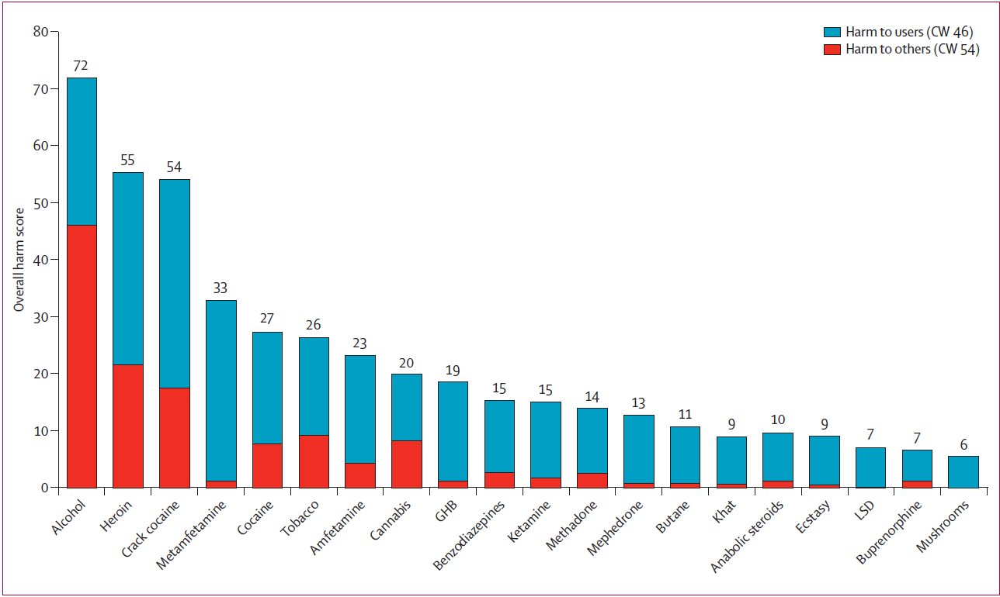 80
70
60
50
40
30
20
10
0
Overall harm score
Harm to users (CW 46)
Harm to others (CW 54)
72
55
54
33
27
26
23
20
19
15
15
14
13
11
9
10
9
7
7
6
Alcohol
Heroin
Crack cocaine
Metamfetamine
Cocaine
Tobacco
Amfetamine
Cannabis
GHB
Benzodiazepines
Ketamine
Methadone
Mephedrone
Butane
Khat
Anabolic steroids
Ecstasy
LSD
Buprenorphine
Mushrooms